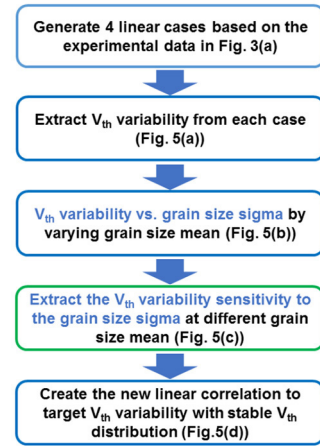 Generate 4 linear cases based on the
experimental data in Fig. 3(a)
Extract Vth variability from each case
(Fig. 5(a))
Vth variability vs. grain size sigma by
varying grain size mean (Fig. 5(b))
Extract the Vth variability sensitivity to
the grain size sigma at different grain
size mean (Fig. 5(c))
Create the new linear correlation to
target Vth variability with stable Vth
distribution (Fig.5(d))